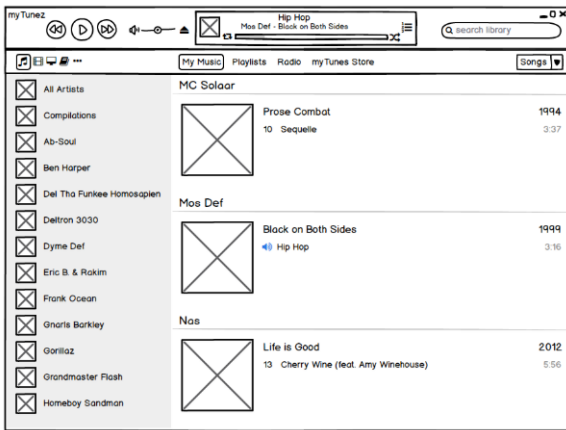 myTunez
Hip Hop
Mos Def - Black on Both Sides
search library
My Music Playlists Radio myTunes Store
Songs
All Artists
Compilations
Ab-Soul
Ben Harper
Del Tha Funkee Homosapien
Deltron 3030
Dyme Def
Eric B. & Rakim
Frank Ocean
Gnarls Barkley
Gorillaz
Grandmaster Flash
Homeboy Sandman
MC Solaar
Prose Combat 1994
10 Sequelle 3:37
Mos Def
Black on Both Sides 1999
Hip Hop 3:16
Nas
Life is Good 2012
13 Cherry Wine (feat. Amy Winehouse) 5:56